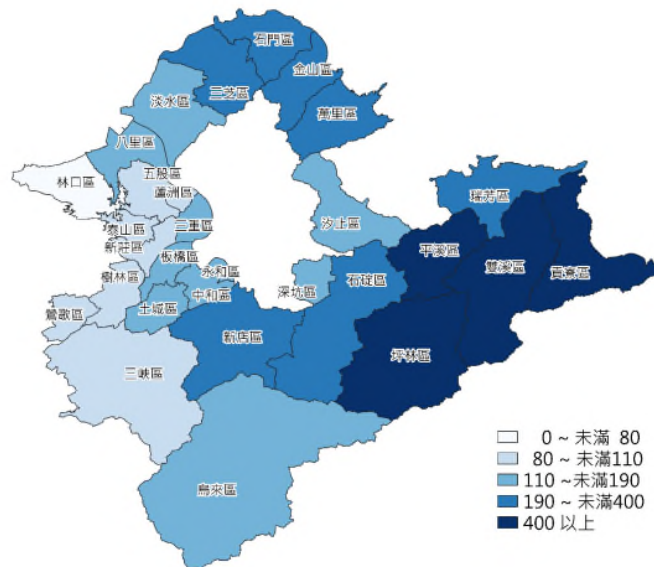 石門區
金山區
三芝區
萬里區
淡水區
八里區
五股區
林口區
蘆洲區
瑞芳區
泰山區
三重區
汐止區
新莊區
平溪區
板橋區
雙溪區
貢寮區
永和區
樹林區
石碇區
中和區
深坑區
土城區
鶯歌區
新店區
坪林區
三峽區
烏來區
0 ~ 未滿 80
80 ~ 未滿110
110 ~未滿190
190 ~ 未滿400
400 以上